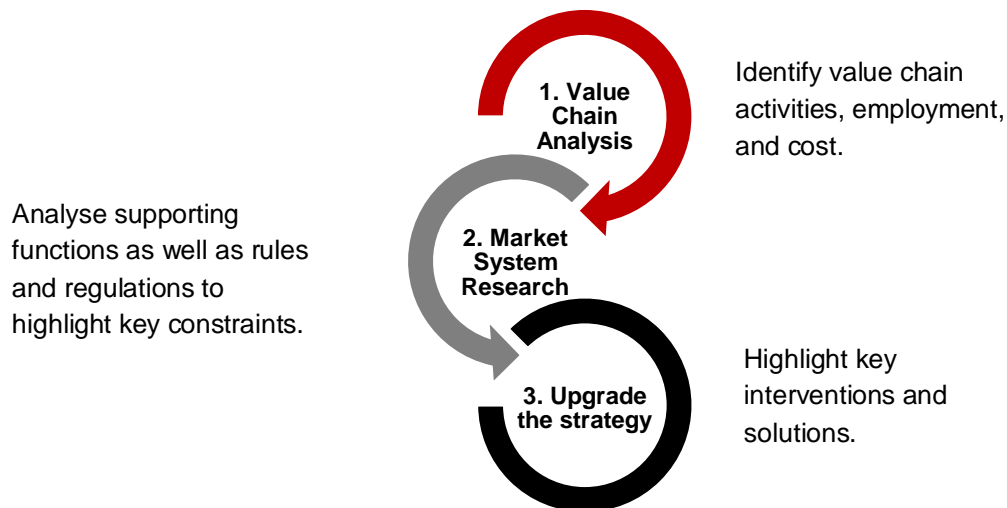 1. Value
Chain
Analysis
Identify value chain
activities, employment,
and cost.
Analyse supporting
functions as well as rules
and regulations to
highlight key constraints.
2. Market
System
Research
3. Upgrade
the strategy
Highlight key
interventions and
solutions.